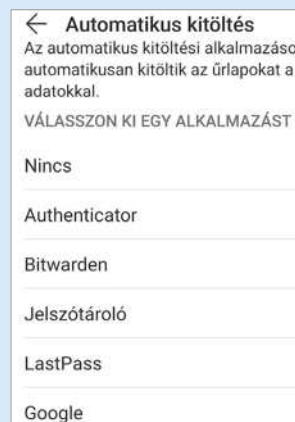 ← Automatikus kitöltés
Az automatikus kitöltési alkalmazáso
automatikusan kitöltik az űrlapokat a
adatokkal.
VÁLASSZON KI EGY ALKALMAZÁST
Nincs
Authenticator
Bitwarden
Jelszótároló
LastPass
Google